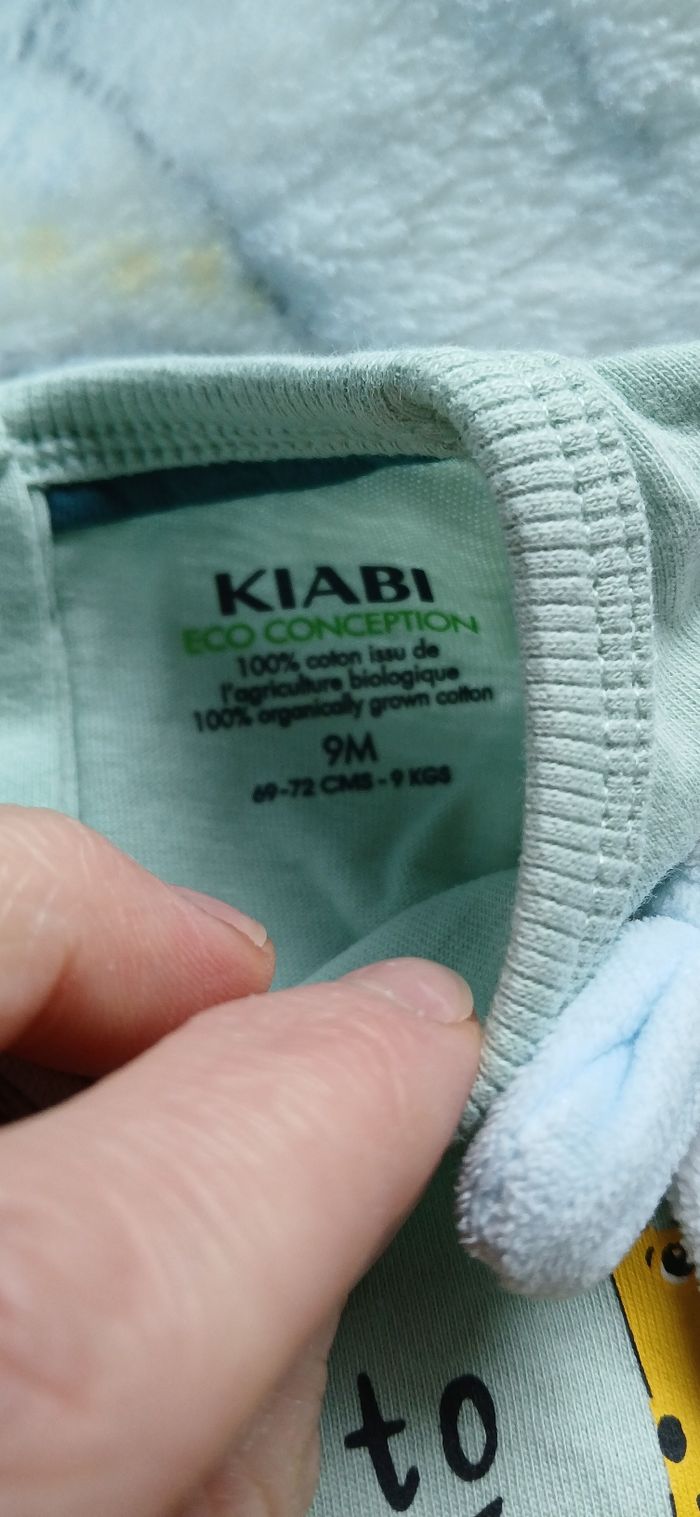 KIABI
ECO CONCEPTION
100% coton issu de
l'agriculture biologique
100% organically grown cotton
9M
69-72 CMS - 9 KGS
to